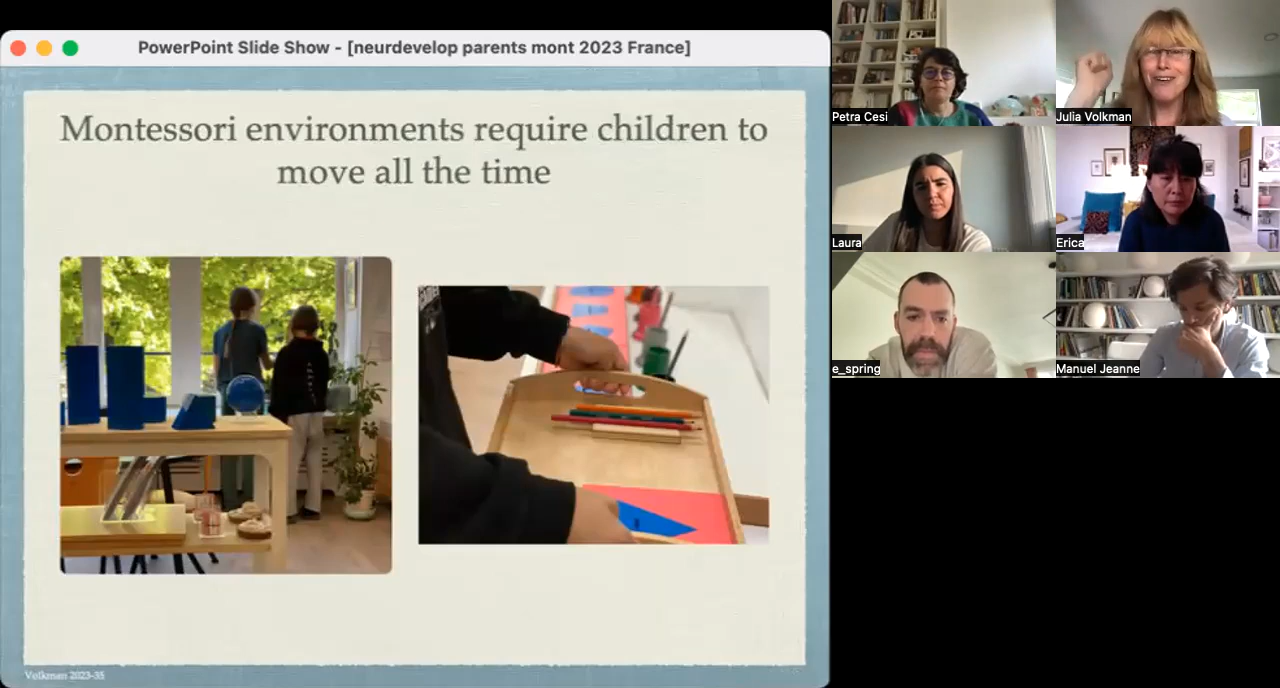 PowerPoint Slide Show - [neurdevelop parents mont 2023 France]
Montessori environments require children to
move all the time
Volkman 2023-35
Petra Cesi
Julia Volkman
Laura
Erica
e_spring
Manuel Jeanne